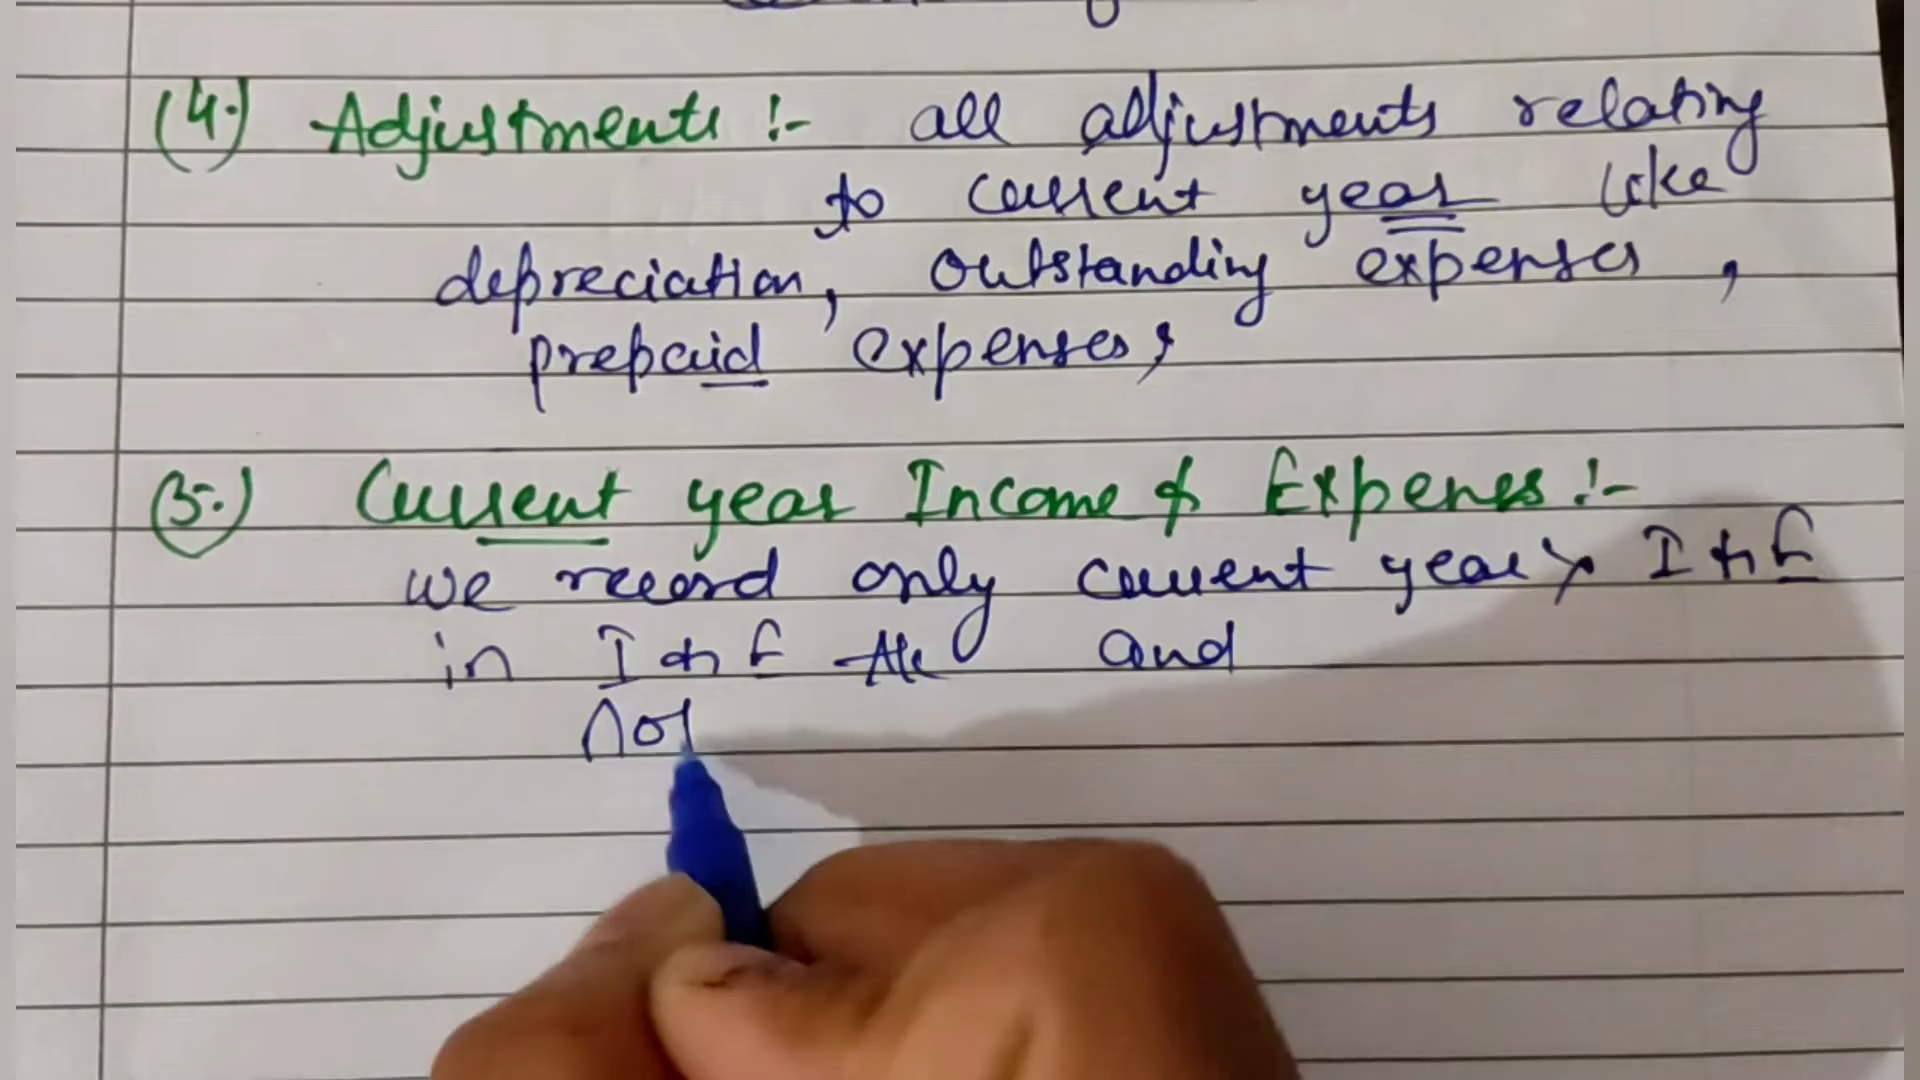 (4.) Adjustments :- all adjustments relating
to current year like
depreciation, outstanding expenses,
prepaid expenses,
(5.) Current year Income & Expenses :-
we record only current year's I & E
in I & E A/c and
not